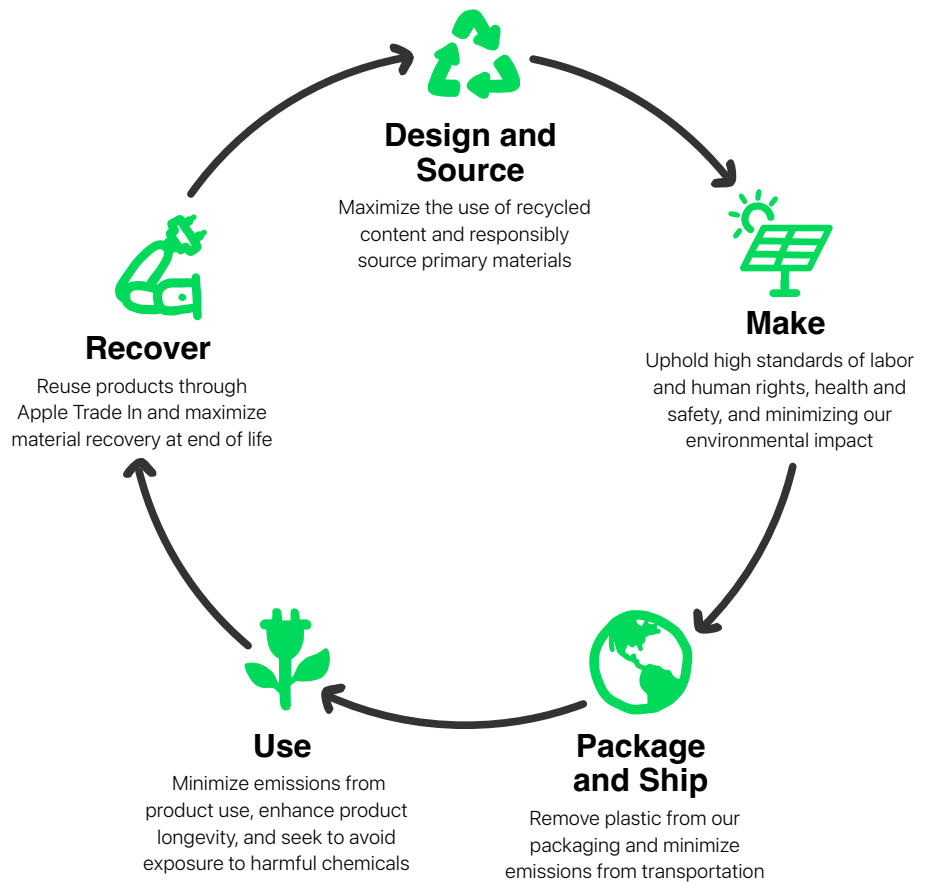 Design and
Source
Maximize the use of recycled
content and responsibly
source primary materials
Make
Uphold high standards of labor
and human rights, health and
safety, and minimizing our
environmental impact
Package
and Ship
Remove plastic from our
packaging and minimize
emissions from transportation
Use
Minimize emissions from
product use, enhance product
longevity, and seek to avoid
exposure to harmful chemicals
Recover
Reuse products through
Apple Trade In and maximize
material recovery at end of life